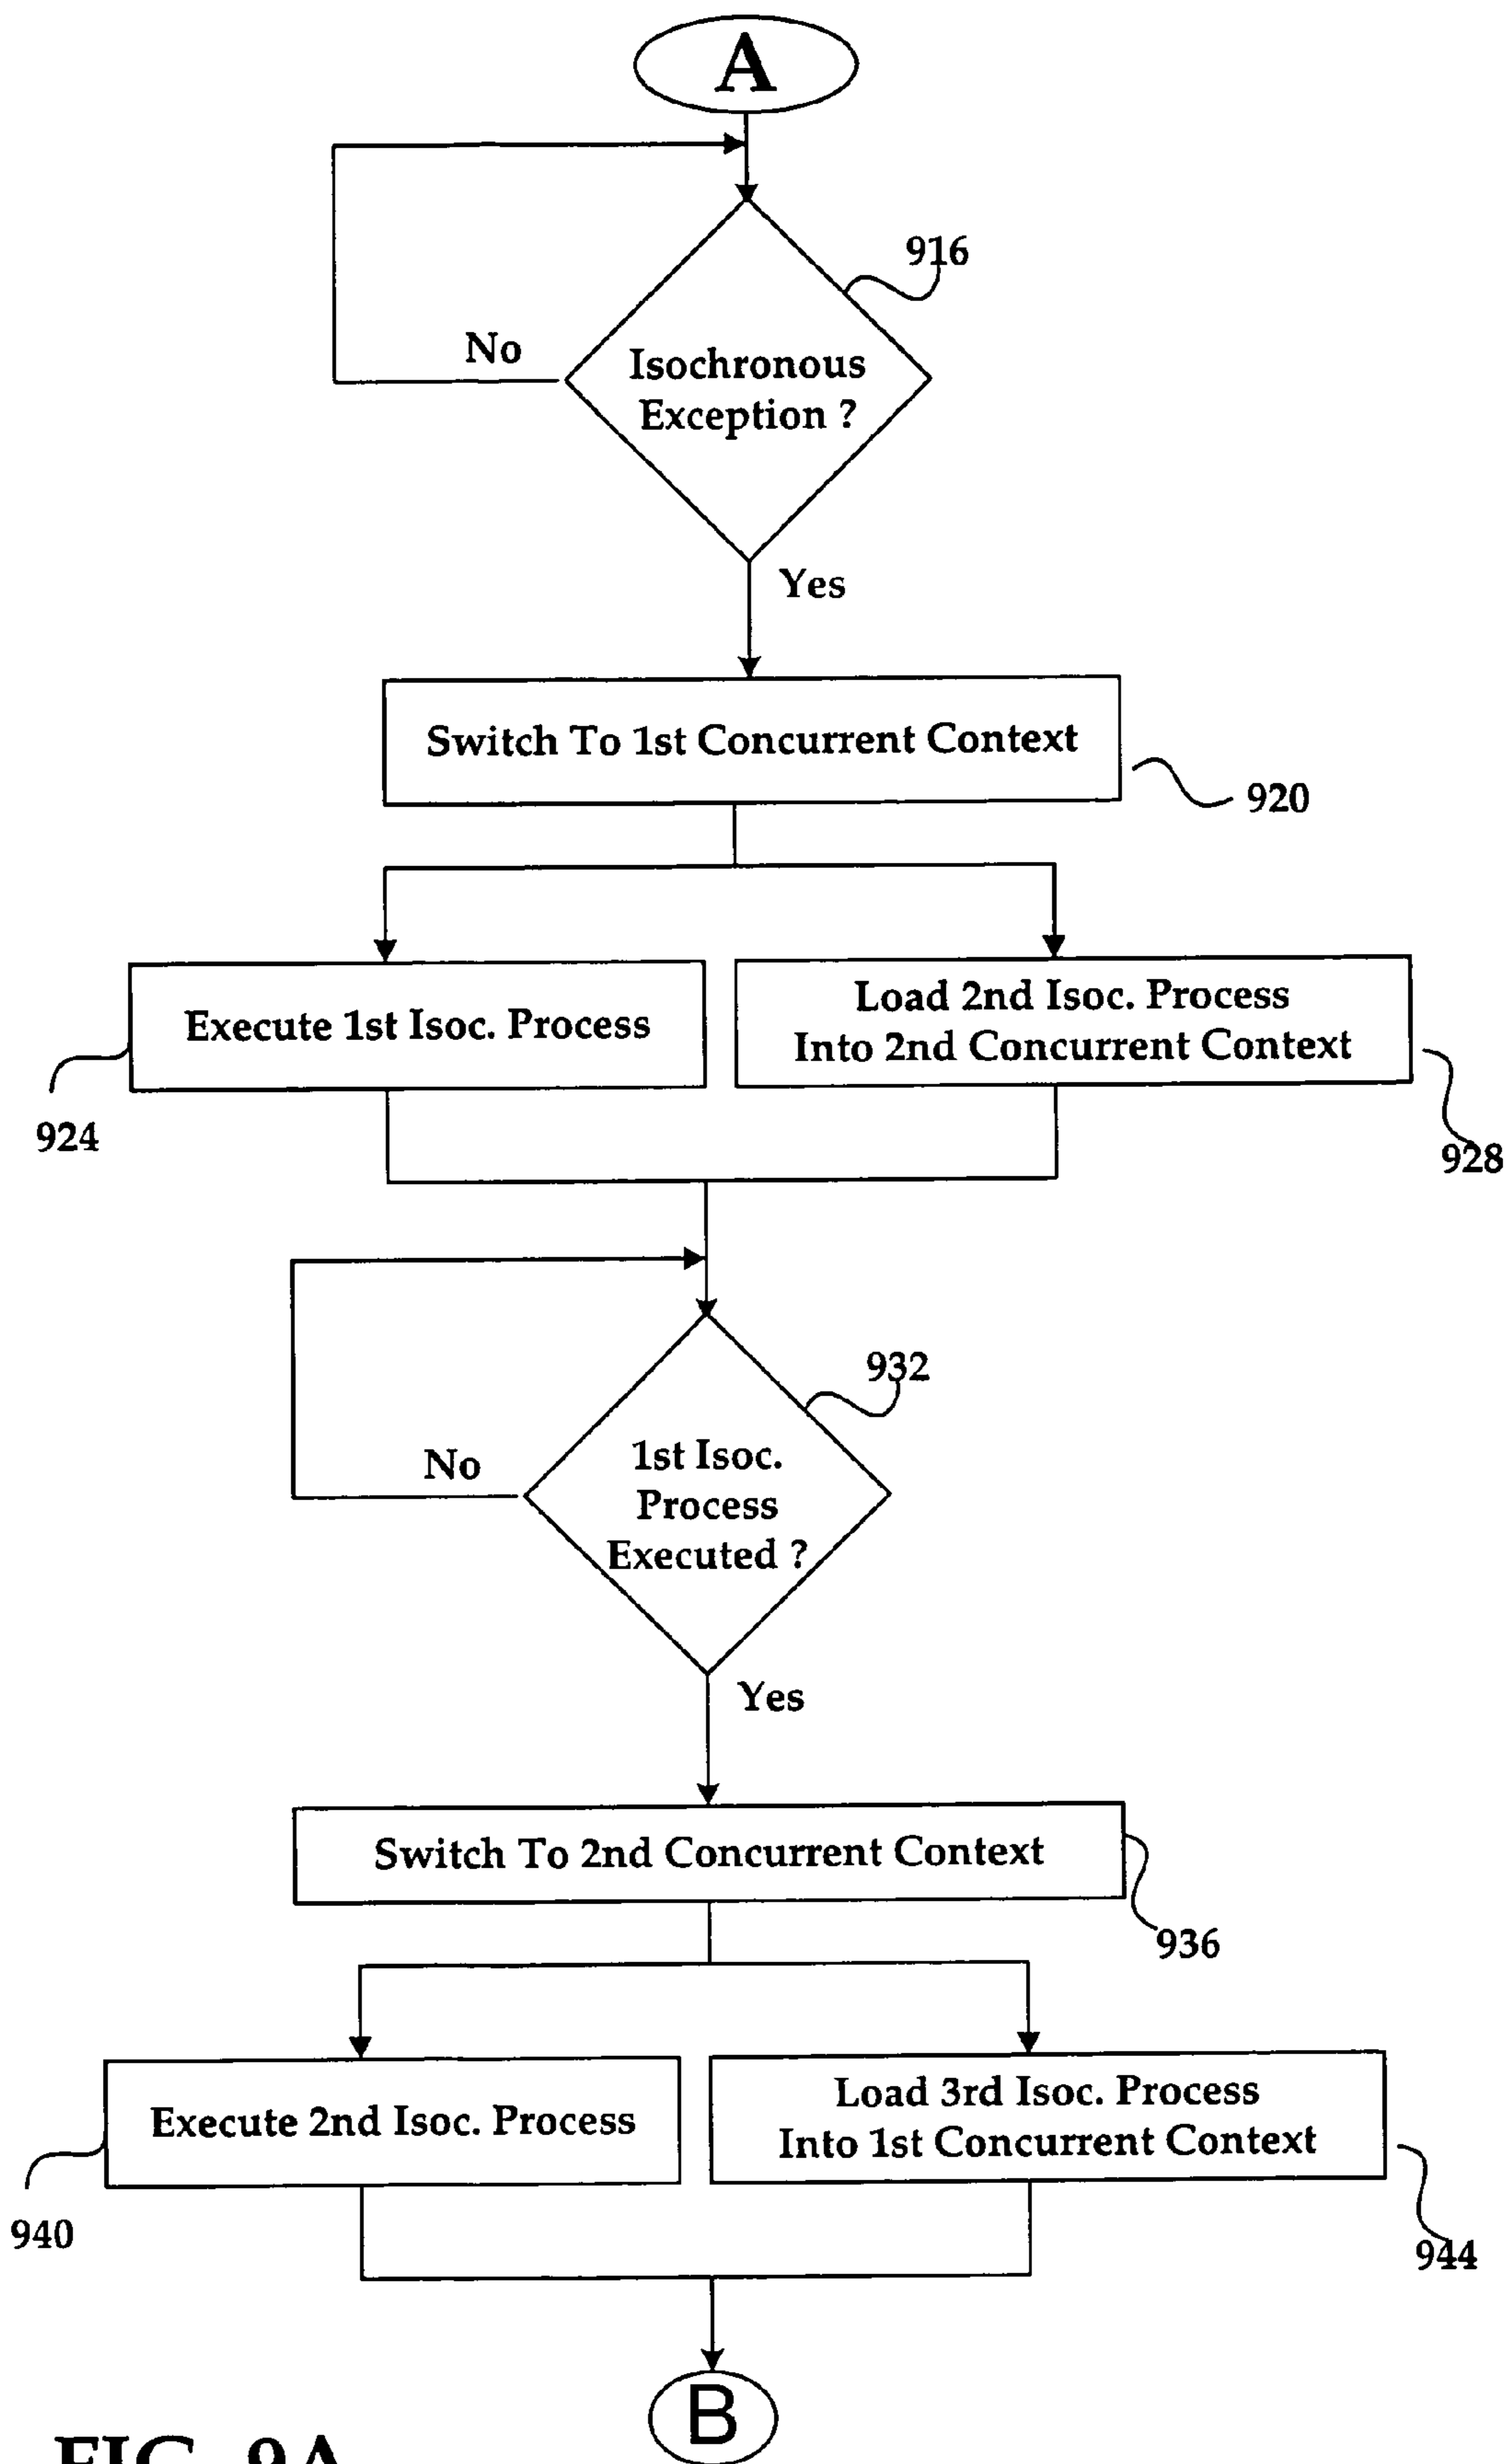 A
916
No
Isochronous
Exception ?
Yes
Switch To 1st Concurrent Context
920
Execute 1st Isoc. Process
Load 2nd Isoc. Process
Into 2nd Concurrent Context
924
928
932
No
1st Isoc.
Process
Executed ?
Yes
Switch To 2nd Concurrent Context
936
Execute 2nd Isoc. Process
Load 3rd Isoc. Process
Into 1st Concurrent Context
940
944
B
FIG. 9A